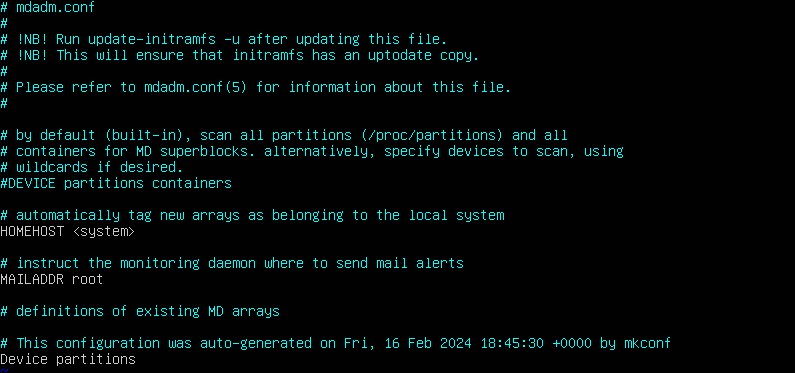 # mdadm.conf
#
# !NB! Run update-initramfs -u after updating this file.
# !NB! This will ensure that initramfs has an uptodate copy.
#
# Please refer to mdadm.conf(5) for information about this file.
#
# by default (built-in), scan all partitions (/proc/partitions) and all
# containers for MD superblocks. alternatively, specify devices to scan, using
# wildcards if desired.
#DEVICE partitions containers
# automatically tag new arrays as belonging to the local system
HOMEHOST <system>
# instruct the monitoring daemon where to send mail alerts
MAILADDR root
# definitions of existing MD arrays
# This configuration was auto-generated on Fri, 16 Feb 2024 18:45:30 +0000 by mkconf
Device partitions